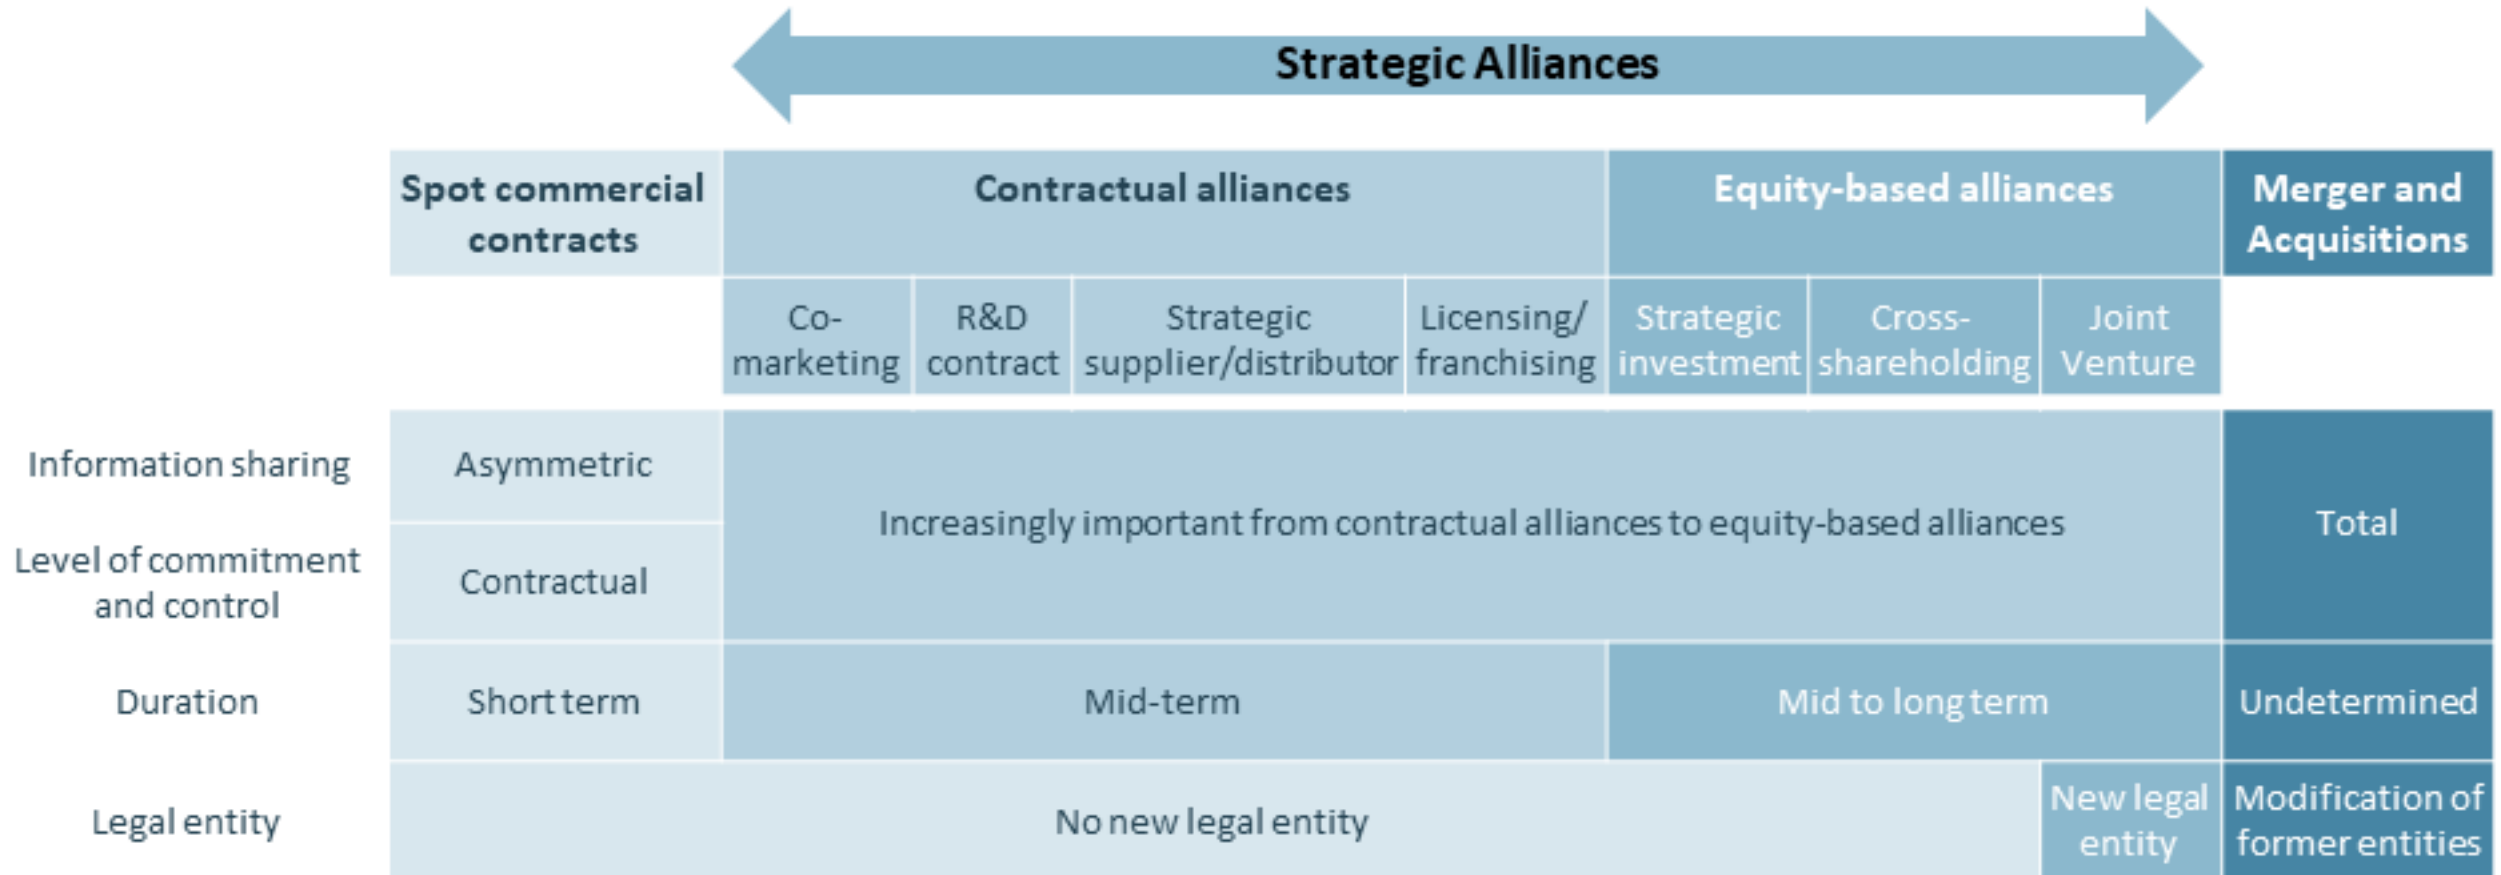 Strategic Alliances
Spot commercial
contracts
Contractual alliances
Equity-based alliances
Merger and
Acquisitions
Co-
marketing
R&D
contract
Strategic
supplier/distributor
Licensing/
franchising
Strategic
investment
Cross-
shareholding
Joint
Venture
Information sharing
Asymmetric
Increasingly important from contractual alliances to equity-based alliances
Total
Level of commitment
and control
Contractual
Duration
Short term
Mid-term
Mid to long term
Undetermined
Legal entity
No new legal entity
New legal
entity
Modification of
former entities